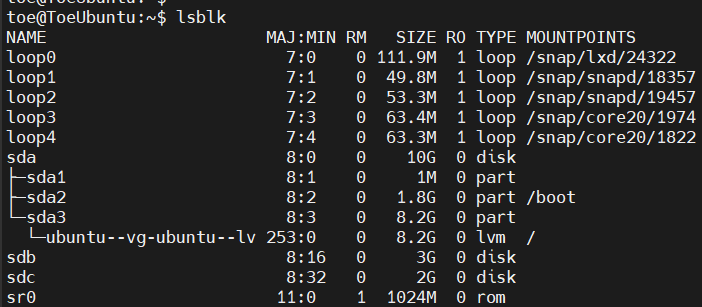 toe@ToeUbuntu:~$
toe@ToeUbuntu:~$ lsblk
NAME                      MAJ:MIN RM   SIZE RO TYPE MOUNTPOINTS
loop0                       7:0    0 111.9M  1 loop /snap/lxd/24322
loop1                       7:1    0  49.8M  1 loop /snap/snapd/18357
loop2                       7:2    0  53.3M  1 loop /snap/snapd/19457
loop3                       7:3    0  63.4M  1 loop /snap/core20/1974
loop4                       7:4    0  63.3M  1 loop /snap/core20/1822
sda                         8:0    0    10G  0 disk
├─sda1                      8:1    0     1M  0 part
├─sda2                      8:2    0   1.8G  0 part /boot
└─sda3                      8:3    0   8.2G  0 part
  └─ubuntu--vg-ubuntu--lv 253:0    0   8.2G  0 lvm  /
sdb                         8:16   0     3G  0 disk
sdc                         8:32   0     2G  0 disk
sr0                        11:0    1  1024M  0 rom